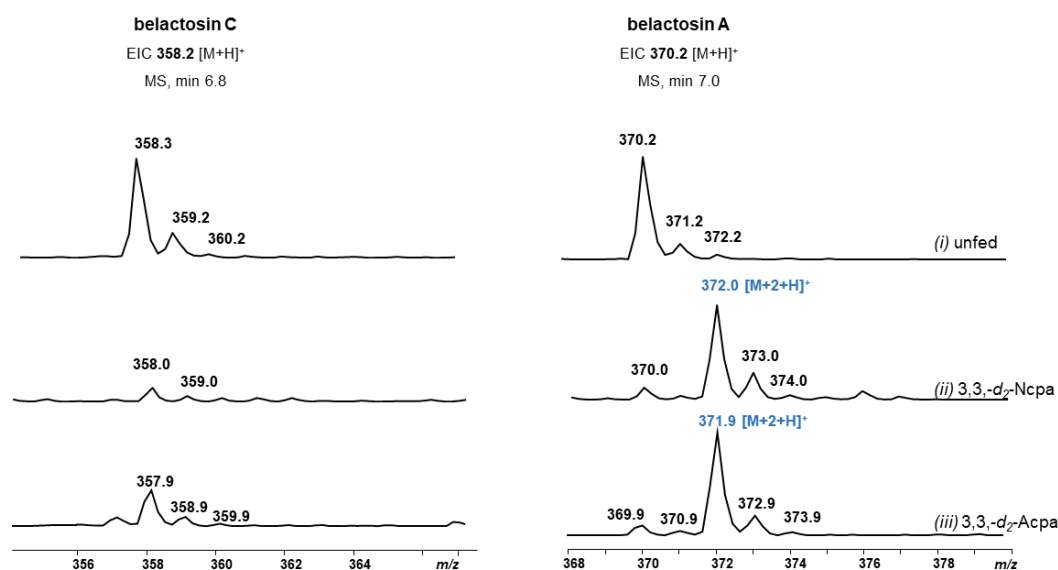 belactosin C
EIC 358.2 [M+H]⁺
MS, min 6.8
belactosin A
EIC 370.2 [M+H]⁺
MS, min 7.0
358.3
359.2
360.2
370.2
371.2
372.2
(i) unfed
358.0
359.0
372.0 [M+2+H]⁺
370.0
373.0
374.0
(ii) 3,3,-d₂-Ncpa
357.9
358.9
359.9
371.9 [M+2+H]⁺
369.9
370.9
372.9
373.9
(iii) 3,3,-d₂-Acpa
356 358 360 362 364 m/z
368 370 372 374 376 378 m/z